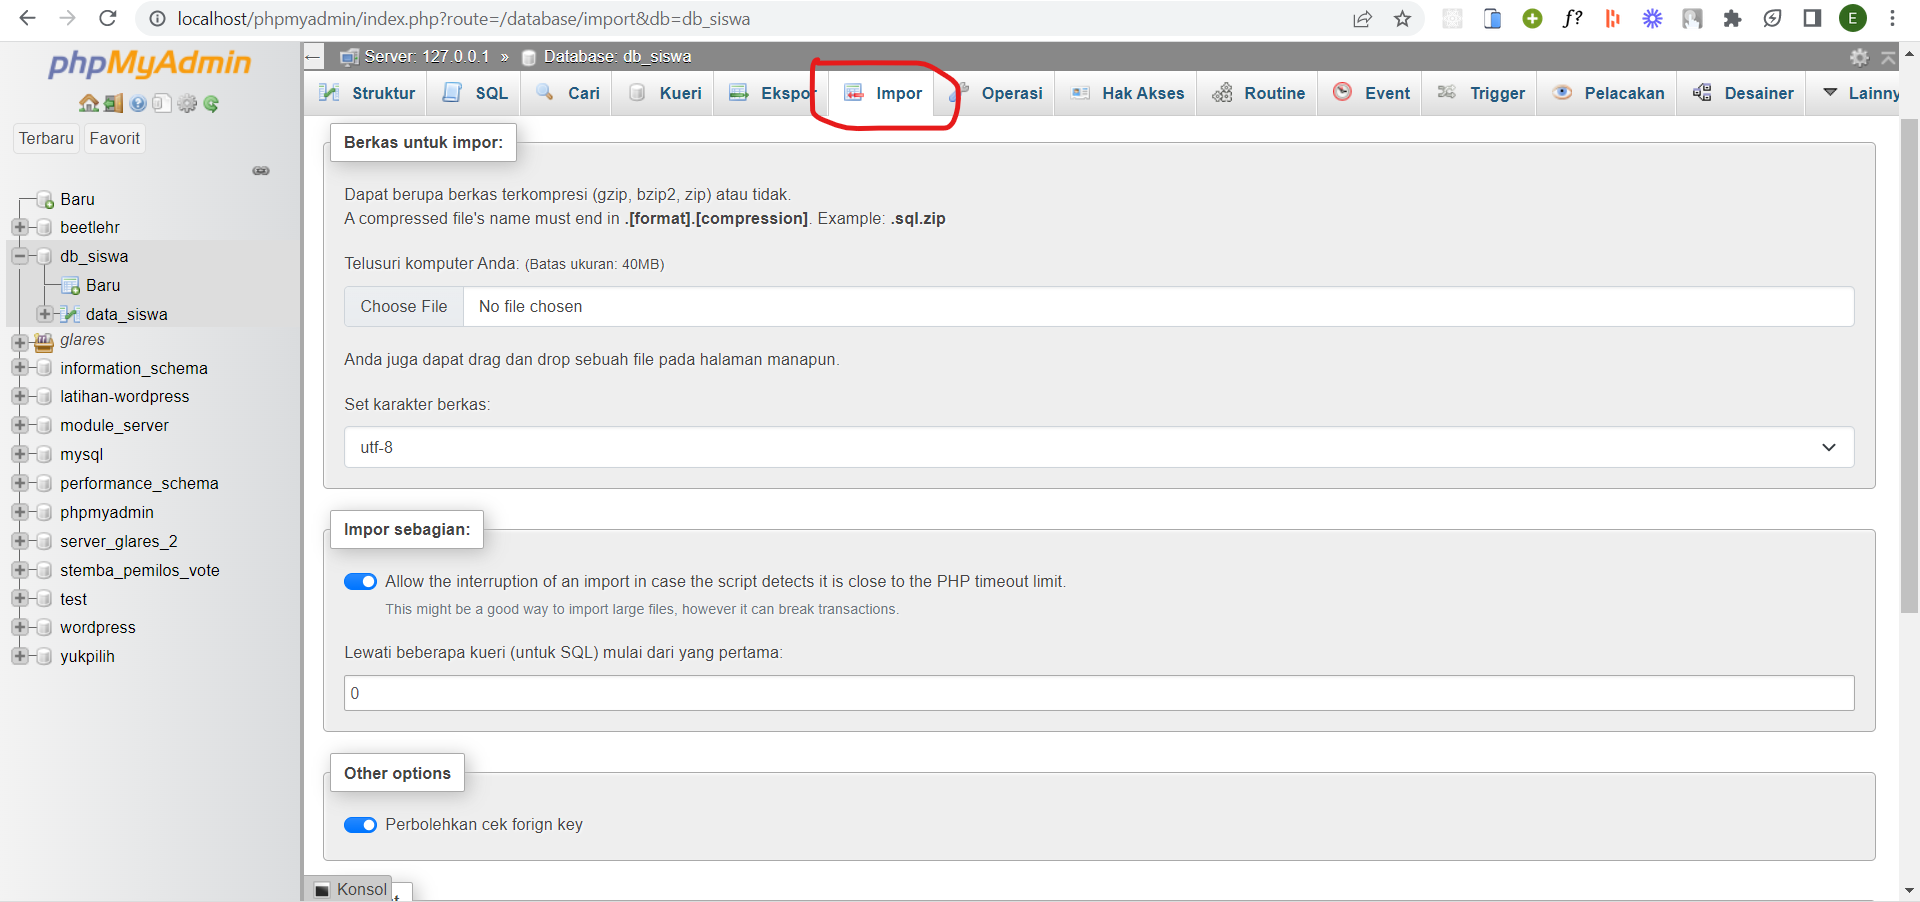 localhost/phpmyadmin/index.php?route=/database/import&db=db_siswa
f?
E
phpMyAdmin
Terbaru
Favorit
Baru
beetlehr
db_siswa
Baru
data_siswa
glares
information_schema
latihan-wordpress
module_server
mysql
performance_schema
phpmyadmin
server_glares_2
stemba_pemilos_vote
test
wordpress
yukpilih
Server: 127.0.0.1 » Database: db_siswa
Struktur SQL Cari Kueri Ekspor Impor Operasi Hak Akses Routine Event Trigger Pelacakan Desainer Lainny
Berkas untuk impor:
Dapat berupa berkas terkompresi (gzip, bzip2, zip) atau tidak.
A compressed file's name must end in .[format].[compression]. Example: .sql.zip
Telusuri komputer Anda: (Batas ukuran: 40MB)
Choose File No file chosen
Anda juga dapat drag dan drop sebuah file pada halaman manapun.
Set karakter berkas:
utf-8
Impor sebagian:
Allow the interruption of an import in case the script detects it is close to the PHP timeout limit.
This might be a good way to import large files, however it can break transactions.
Lewati beberapa kueri (untuk SQL) mulai dari yang pertama:
0
Other options
Perbolehkan cek forign key
Konsol